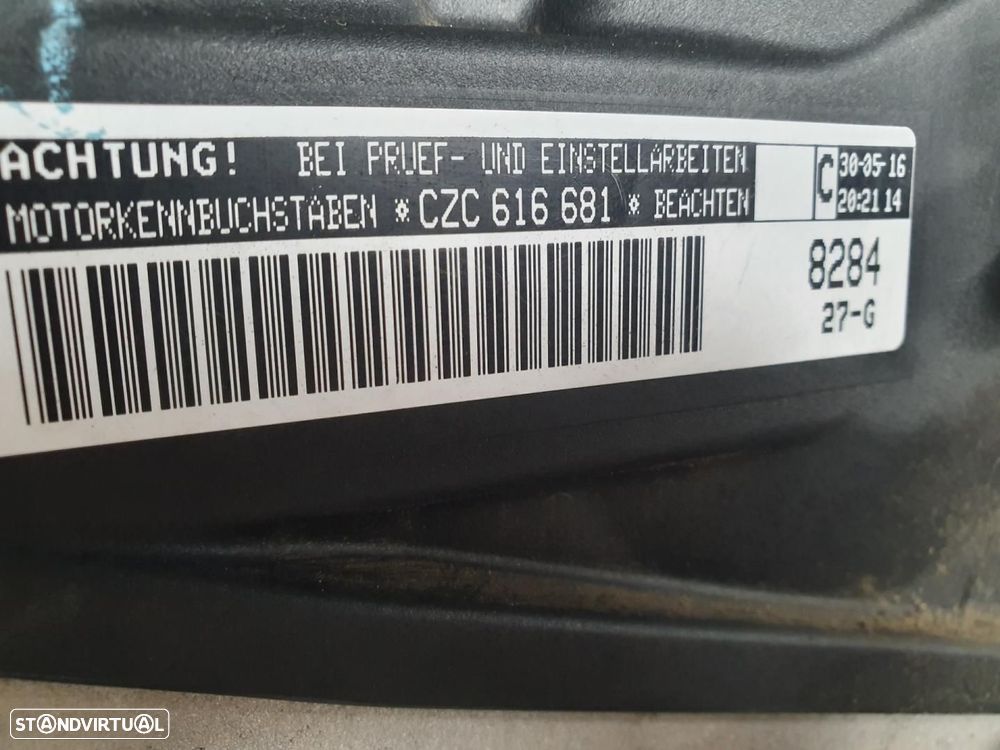 ACHTUNG! BEI PRUEF- UND EINSTELLARBEITEN
MOTORKENNBUCHSTABEN * CZC 616 681 * BEACHTEN
C
30-05-16
20:21 14
8284
27-G
STANDVIRTUAL